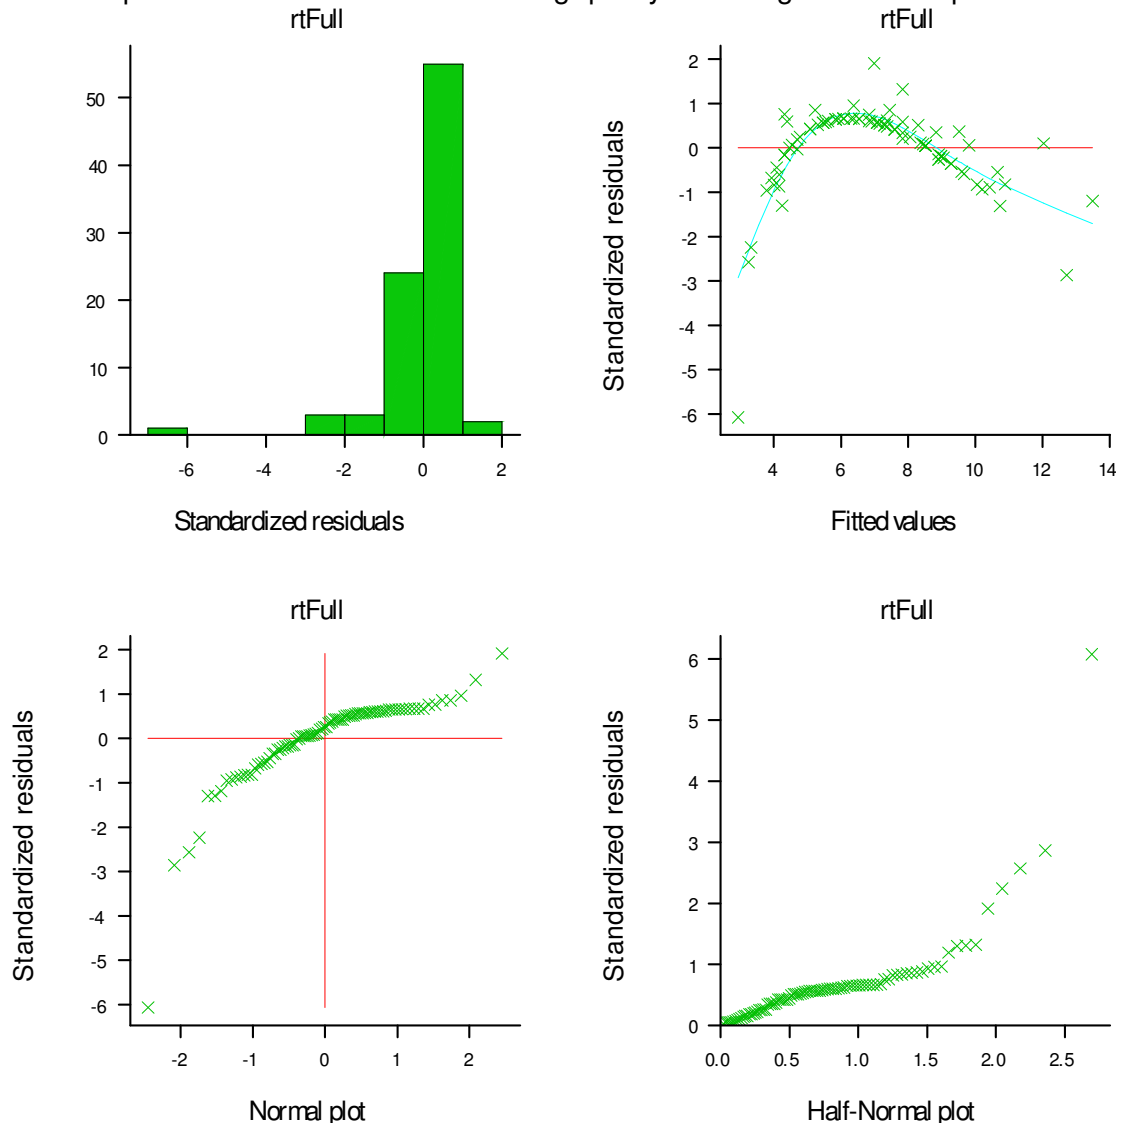 rtFull
50
40
30
20
10
0
-6 -4 -2 0 2
Standardized residuals
rtFull
2
1
0
-1
-2
-3
-4
-5
-6
Standardized residuals
4 6 8 10 12 14
Fitted values
rtFull
2
1
0
-1
-2
-3
-4
-5
-6
Standardized residuals
-2 -1 0 1 2
Normal plot
rtFull
6
5
4
3
2
1
0
Standardized residuals
0.0 0.5 1.0 1.5 2.0 2.5
Half-Normal plot